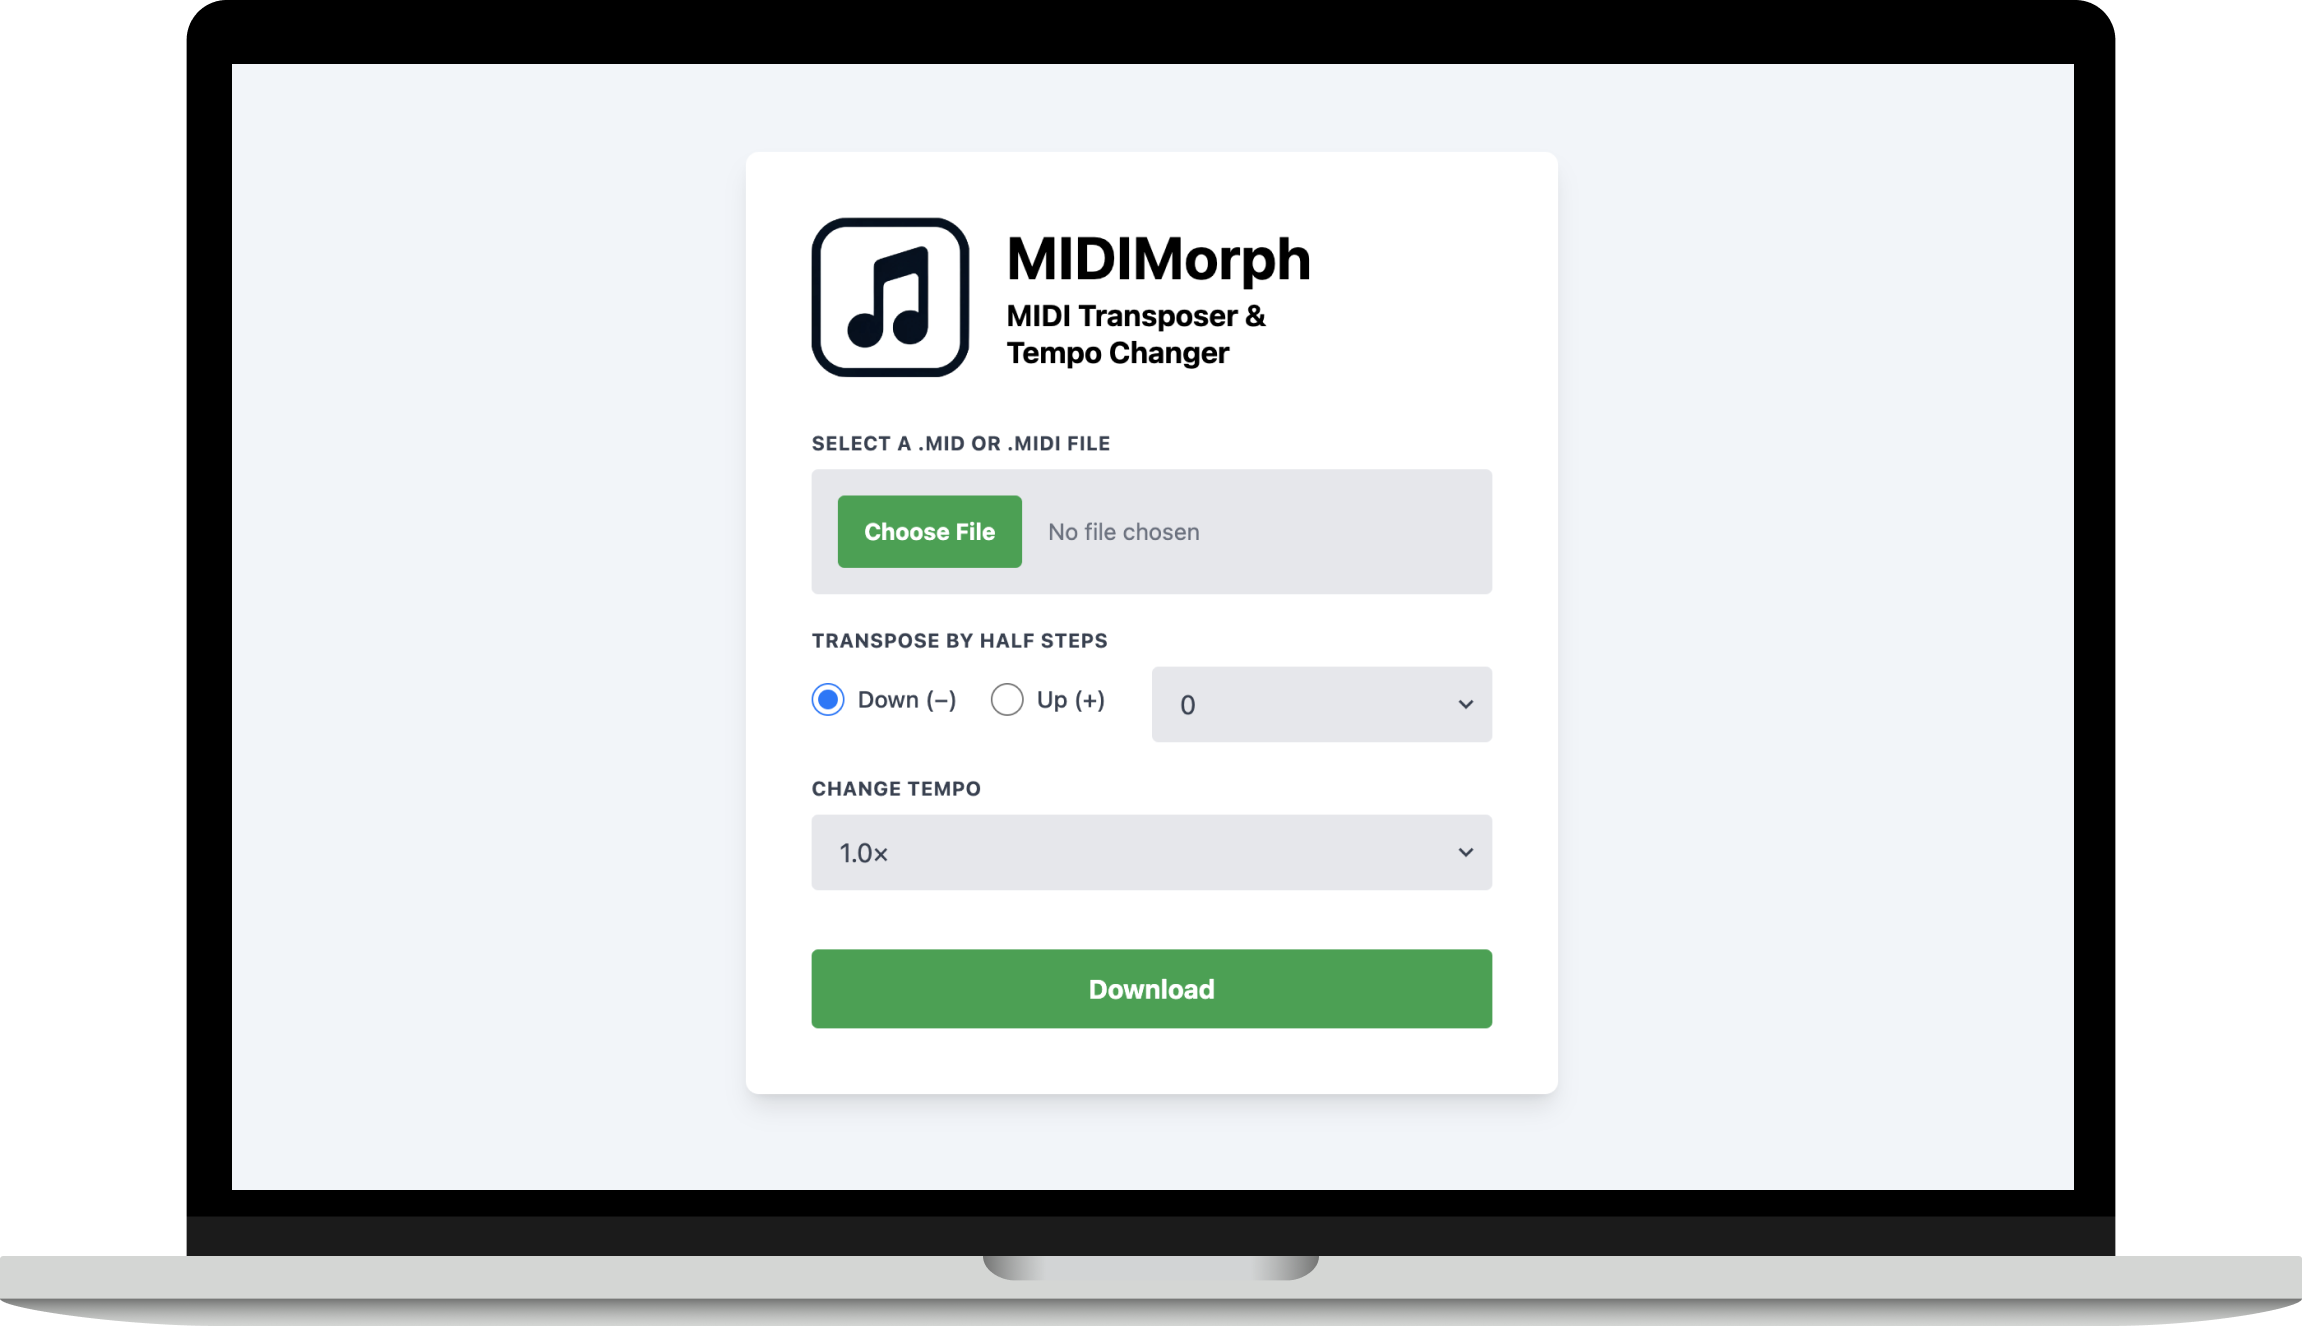 MIDIMorph
MIDI Transposer &
Tempo Changer
SELECT A .MID OR .MIDI FILE
Choose File No file chosen
TRANSPOSE BY HALF STEPS
Down (–) Up (+) 0
CHANGE TEMPO
1.0×
Download